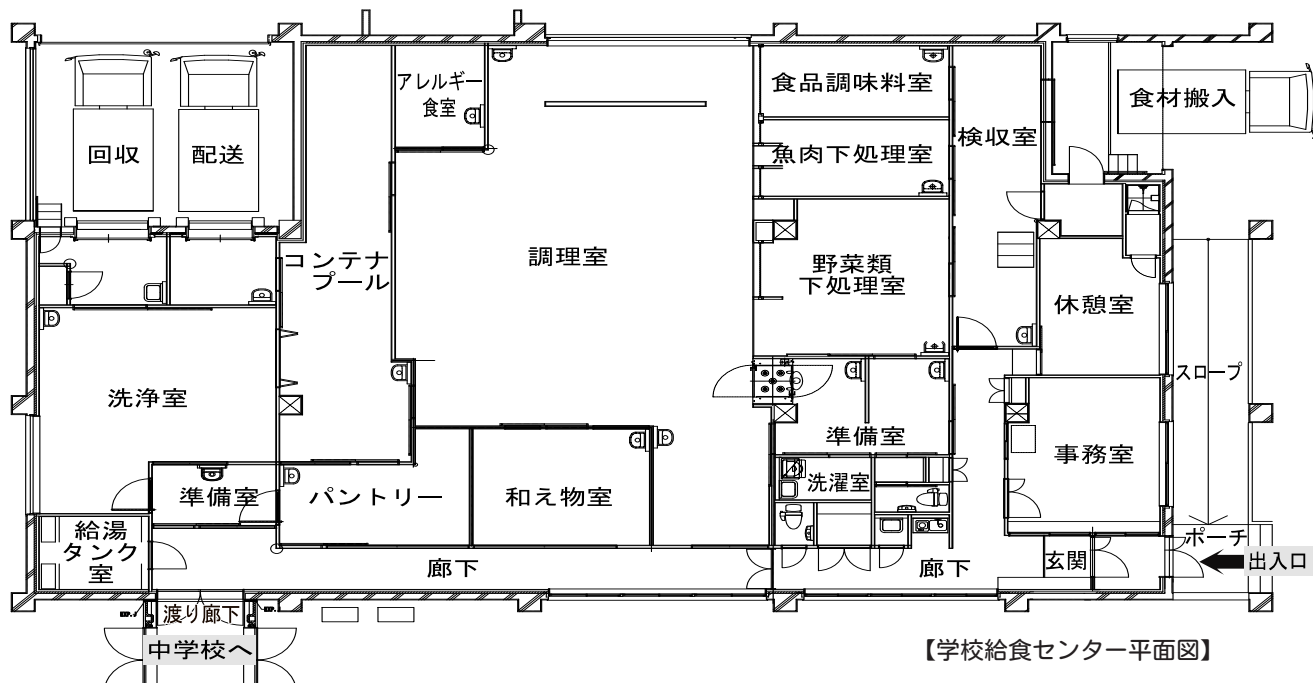 アレルギー
食室
食品調味料室
食材搬入
検収室
回収
配送
魚肉下処理室
コンテナ
プール
調理室
野菜類
下処理室
休憩室
スロープ
洗浄室
準備室
事務室
準備室
パントリー
和え物室
洗濯室
給湯
タンク
室
廊下
廊下
玄関
ポーチ
出入口
渡り廊下
中学校へ
【学校給食センター平面図】